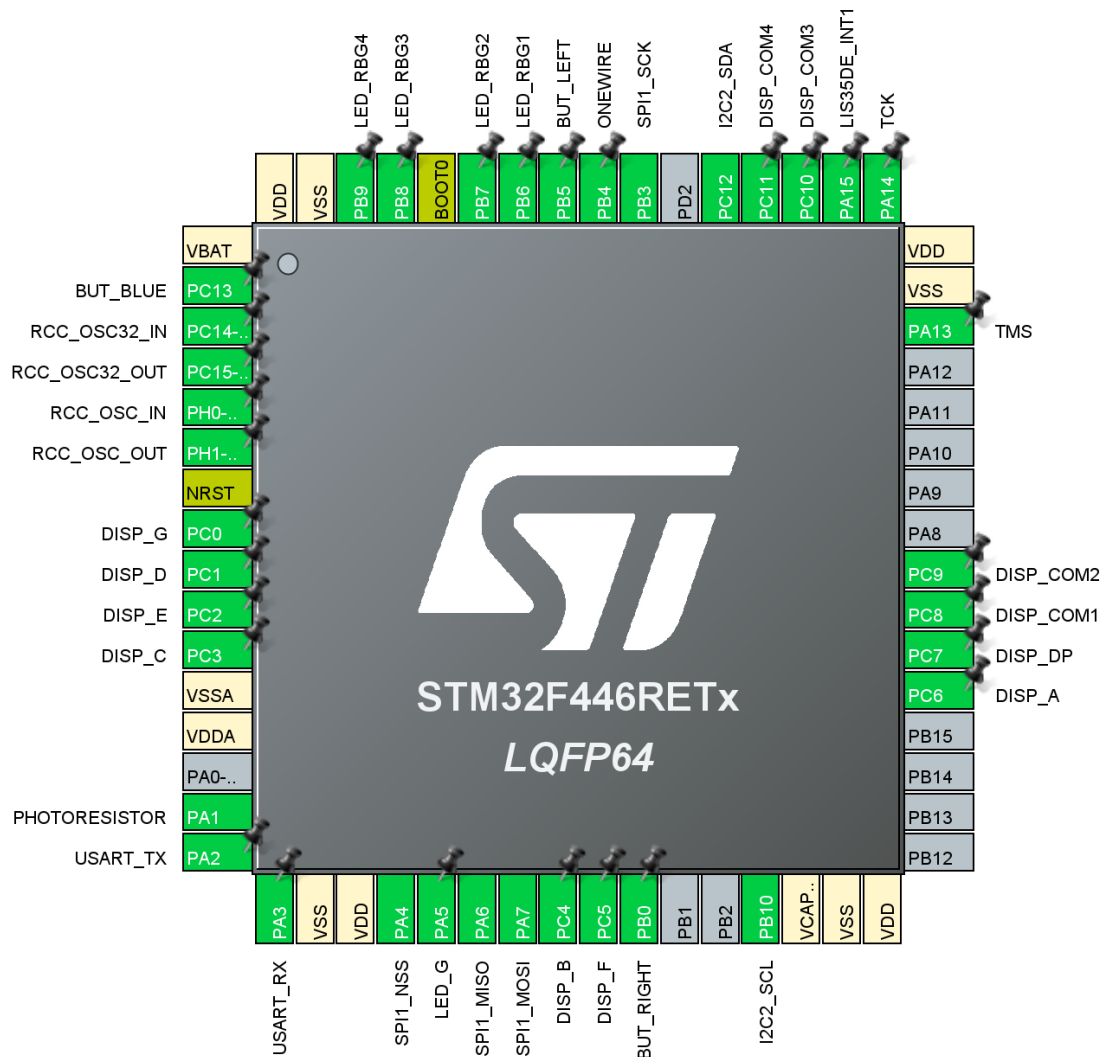 LED_RBG4
LED_RBG3
LED_RBG2
LED_RBG1
BUT_LEFT
ONEWIRE
SPI1_SCK
I2C2_SDA
DISP_COM4
DISP_COM3
LIS35DE_INT1
TCK
VDD
VSS
PB9
PB8
BOOT0
PB7
PB6
PB5
PB4
PB3
PD2
PC12
PC11
PC10
PA15
PA14
VBAT
BUT_BLUE PC13
RCC_OSC32_IN PC14-..
RCC_OSC32_OUT PC15-..
RCC_OSC_IN PH0-..
RCC_OSC_OUT PH1-..
NRST
DISP_G PC0
DISP_D PC1
DISP_E PC2
DISP_C PC3
VSSA
VDDA
PA0-..
PHOTORESISTOR PA1
USART_TX PA2
VDD
VSS
PA13 TMS
PA12
PA11
PA10
PA9
PA8
PC9 DISP_COM2
PC8 DISP_COM1
PC7 DISP_DP
PC6 DISP_A
PB15
PB14
PB13
PB12
ST
STM32F446RETx
LQFP64
PA3
VSS
VDD
PA4
PA5
PA6
PA7
PC4
PC5
PB0
PB1
PB2
PB10
VCAP..
VSS
VDD
USART_RX
SPI1_NSS
LED_G
SPI1_MISO
SPI1_MOSI
DISP_B
DISP_F
BUT_RIGHT
I2C2_SCL